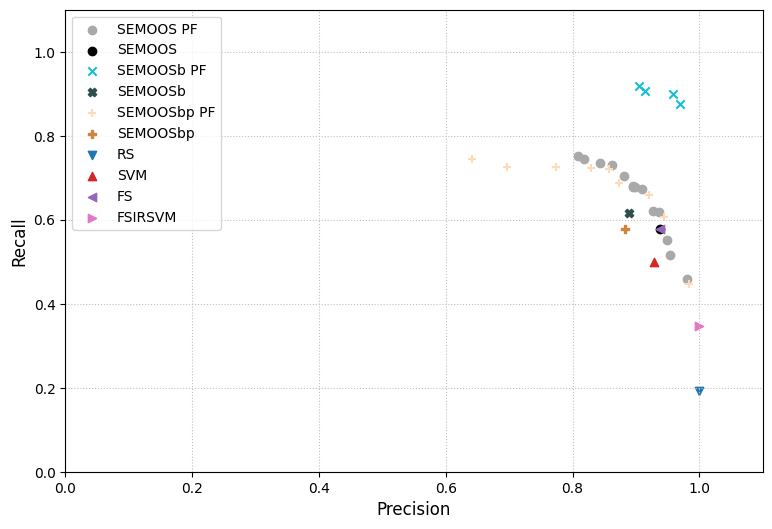 SEMOOS PF
SEMOOS
SEMOOSb PF
SEMOOSb
SEMOOSbp PF
SEMOOSbp
RS
SVM
FS
FSIRSVM
1.0
0.8
0.6
0.4
0.2
0.0
Recall
0.0 0.2 0.4 0.6 0.8 1.0
Precision